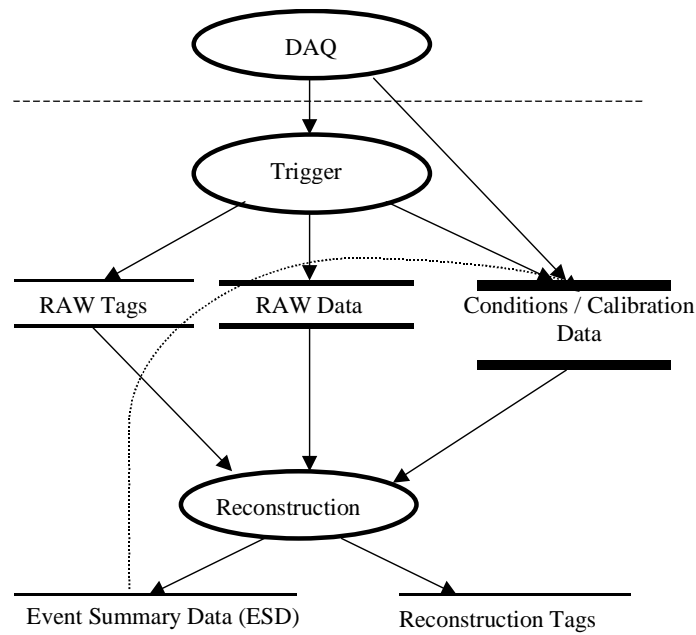 DAQ
Trigger
RAW Tags
RAW Data
Conditions / Calibration
Data
Reconstruction
Event Summary Data (ESD)
Reconstruction Tags